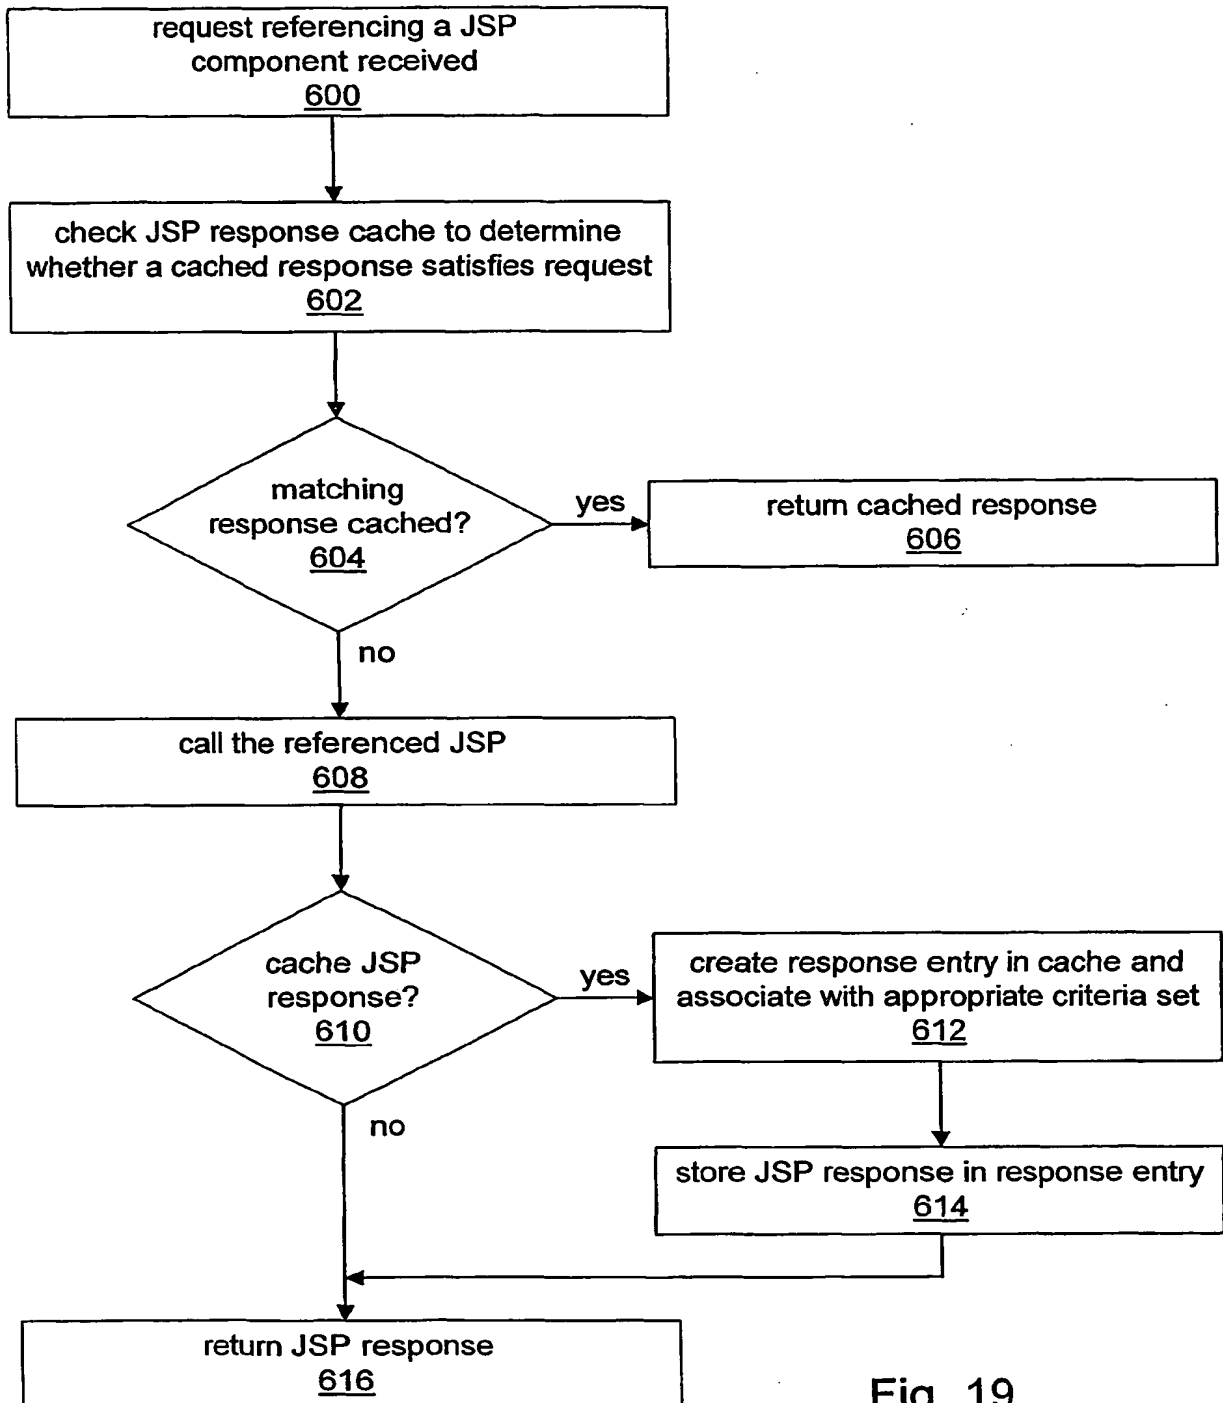 request referencing a JSP
component received
600
check JSP response cache to determine
whether a cached response satisfies request
602
matching
response cached?
604
yes
return cached response
606
no
call the referenced JSP
608
cache JSP
response?
610
yes
create response entry in cache and
associate with appropriate criteria set
612
no
store JSP response in response entry
614
return JSP response
616
Fig. 19